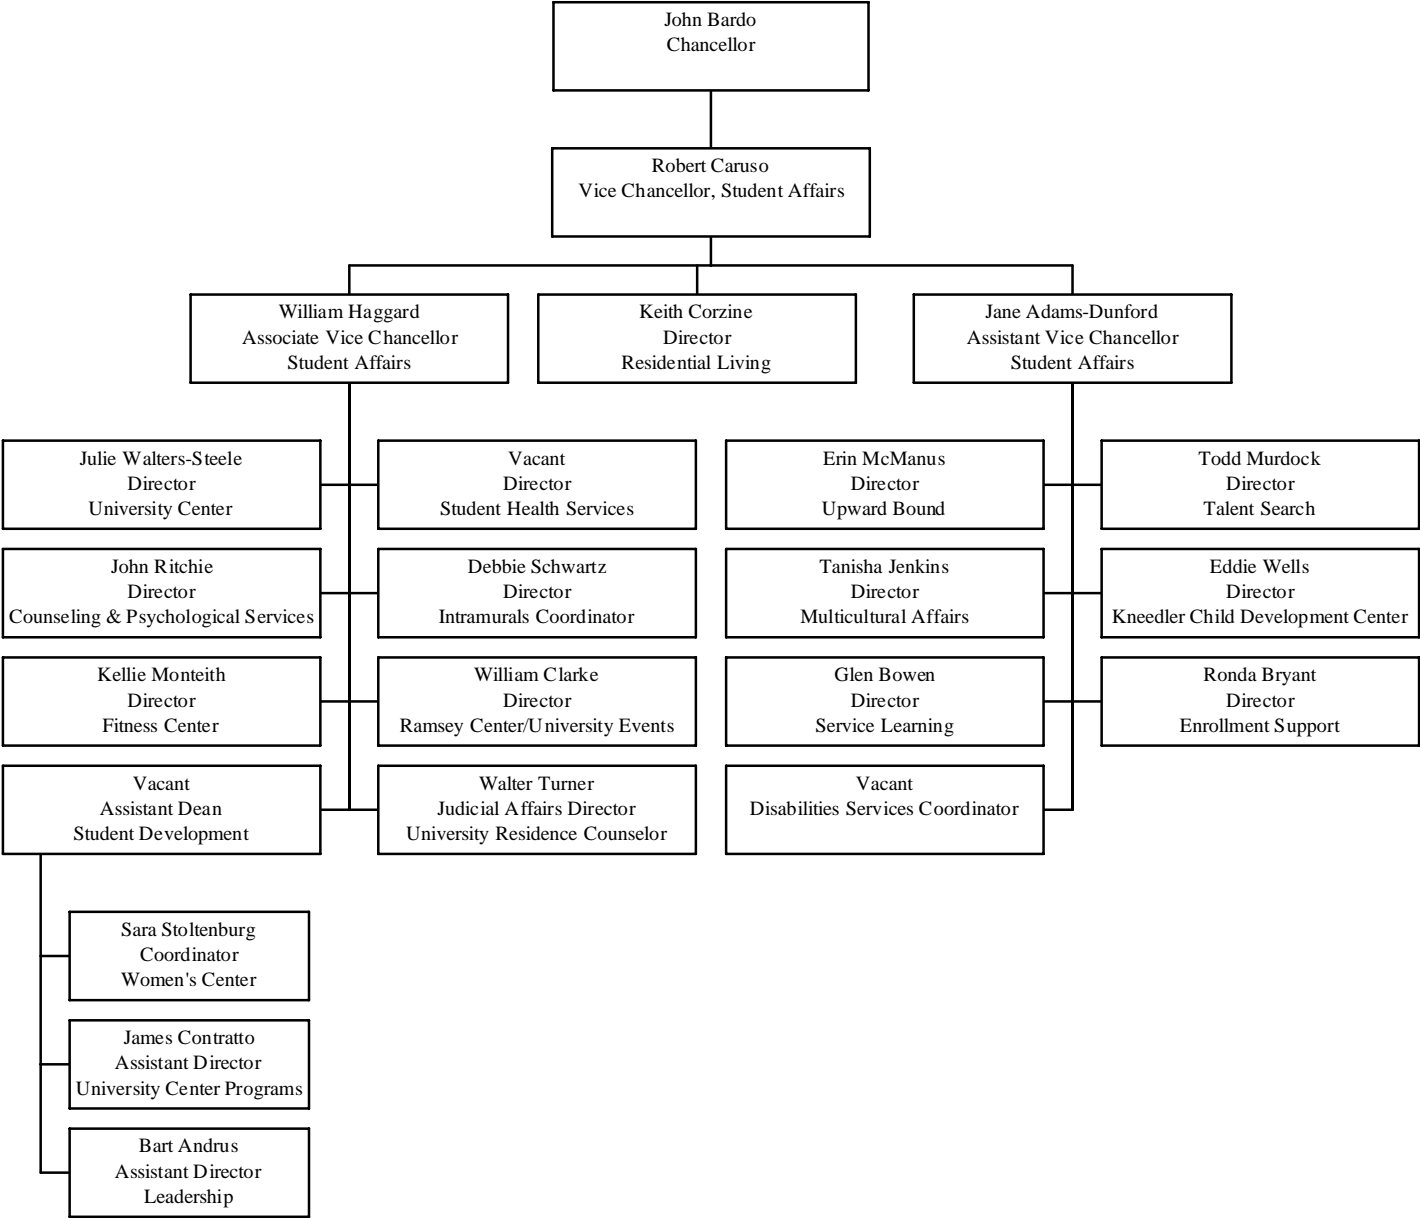 John Bardo
Chancellor
Robert Caruso
Vice Chancellor, Student Affairs
William Haggard
Associate Vice Chancellor
Student Affairs
Keith Corzine
Director
Residential Living
Jane Adams-Dunford
Assistant Vice Chancellor
Student Affairs
Julie Walters-Steele
Director
University Center
Vacant
Director
Student Health Services
Erin McManus
Director
Upward Bound
Todd Murdock
Director
Talent Search
John Ritchie
Director
Counseling & Psychological Services
Debbie Schwartz
Director
Intramurals Coordinator
Tanisha Jenkins
Director
Multicultural Affairs
Eddie Wells
Director
Kneedler Child Development Center
Kellie Monteith
Director
Fitness Center
William Clarke
Director
Ramsey Center/University Events
Glen Bowen
Director
Service Learning
Ronda Bryant
Director
Enrollment Support
Vacant
Assistant Dean
Student Development
Walter Turner
Judicial Affairs Director
University Residence Counselor
Vacant
Disabilities Services Coordinator
Sara Stoltenburg
Coordinator
Women's Center
James Contratto
Assistant Director
University Center Programs
Bart Andrus
Assistant Director
Leadership